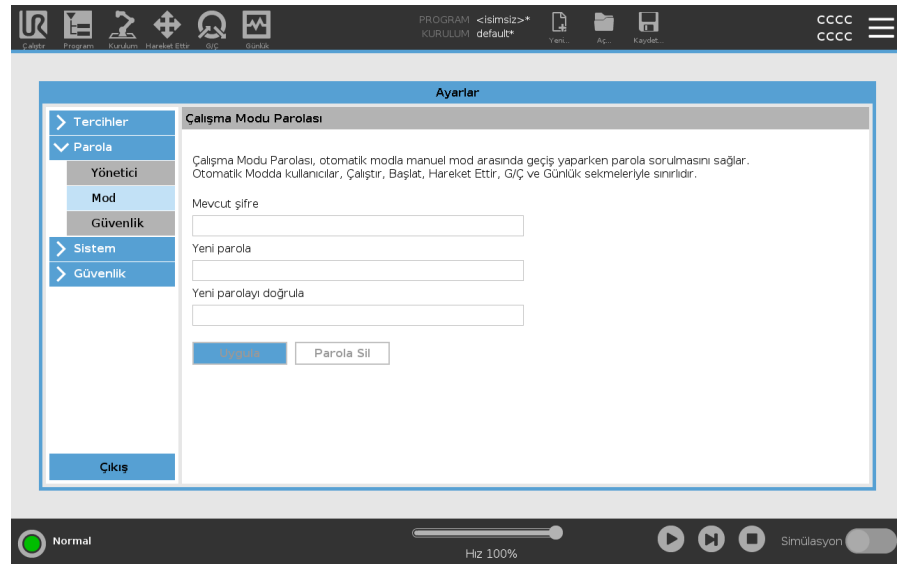 UR
Çalıştır Program Kurulum Hareket Ettir G/Ç Günlük
PROGRAM <isimsiz>*
KURULUM default*
Yeni... Aç... Kaydet...
cccc
cccc
Ayarlar
Tercihler
Parola
Yönetici
Mod
Güvenlik
Sistem
Güvenlik
Çıkış
Çalışma Modu Parolası
Çalışma Modu Parolası, otomatik modla manuel mod arasında geçiş yaparken parola sorulmasını sağlar.
Otomatik Modda kullanıcılar, Çalıştır, Başlat, Hareket Ettir, G/Ç ve Günlük sekmeleriyle sınırlıdır.
Mevcut şifre
Yeni parola
Yeni parolayı doğrula
Uygula Parola Sil
Normal
Hız 100%
Simülasyon